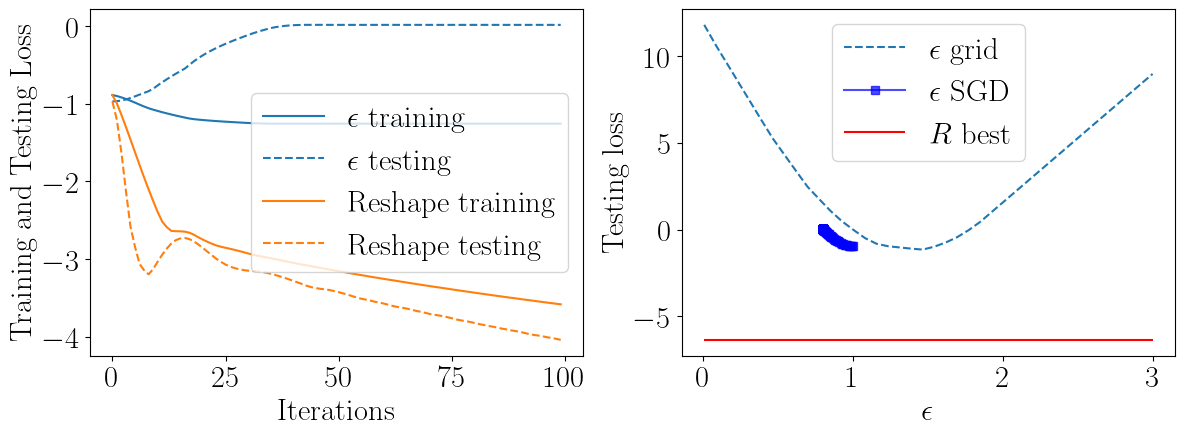 Training and Testing Loss
0
−1
−2
−3
−4
ϵ training
ϵ testing
Reshape training
Reshape testing
0
25
50
75
100
Iterations
Testing loss
10
5
0
−5
ϵ grid
ϵ SGD
R best
0
1
2
3
ϵ